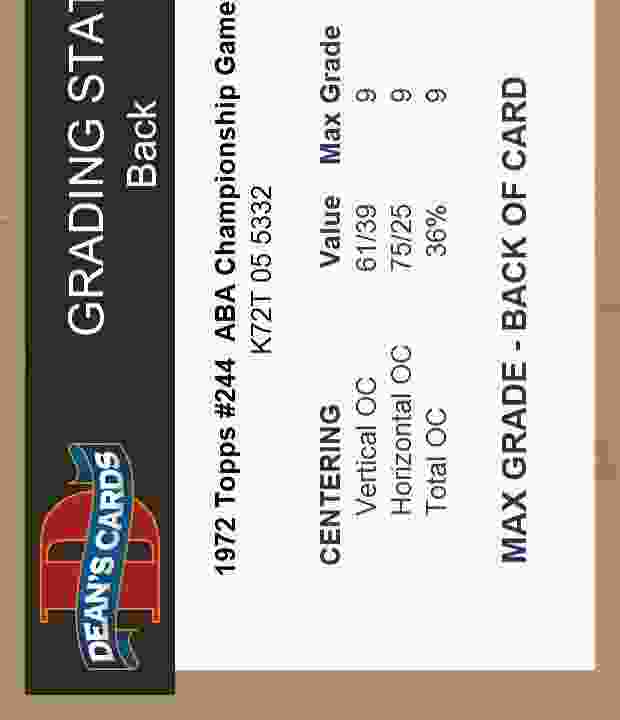 DEAN'S CARDS
GRADING STAT
Back
1972 Topps #244 ABA Championship Game
K72T 05 5332
CENTERING Value Max Grade
Vertical OC 61/39 9
Horizontal OC 75/25 9
Total OC 36% 9
MAX GRADE - BACK OF CARD